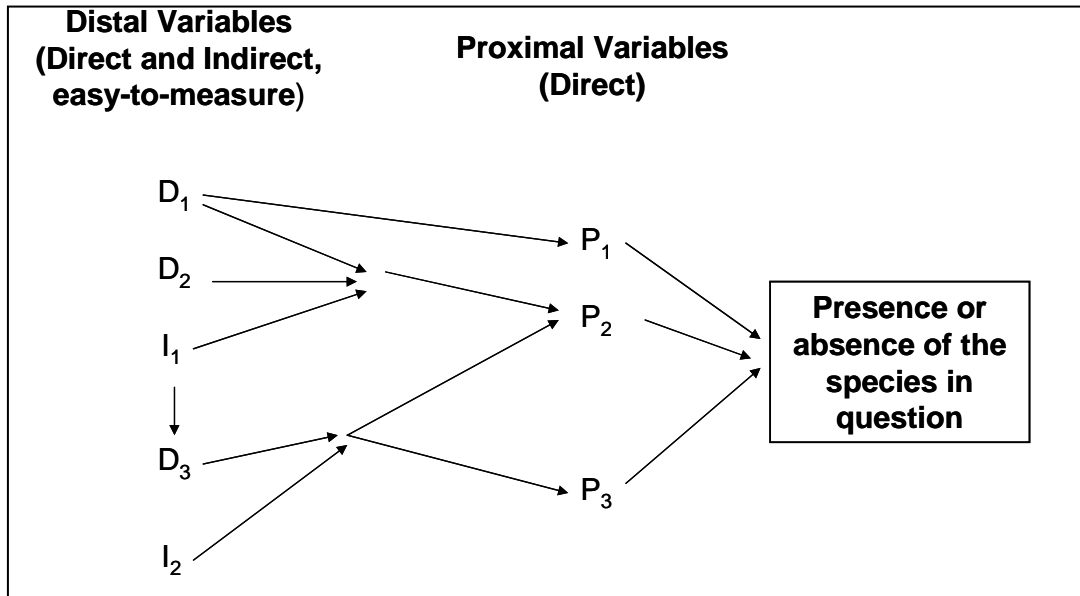 Distal Variables
(Direct and Indirect,
easy-to-measure)
Proximal Variables
(Direct)
D₁
D₂
I₁
D₃
I₂
P₁
P₂
P₃
Presence or
absence of the
species in
question